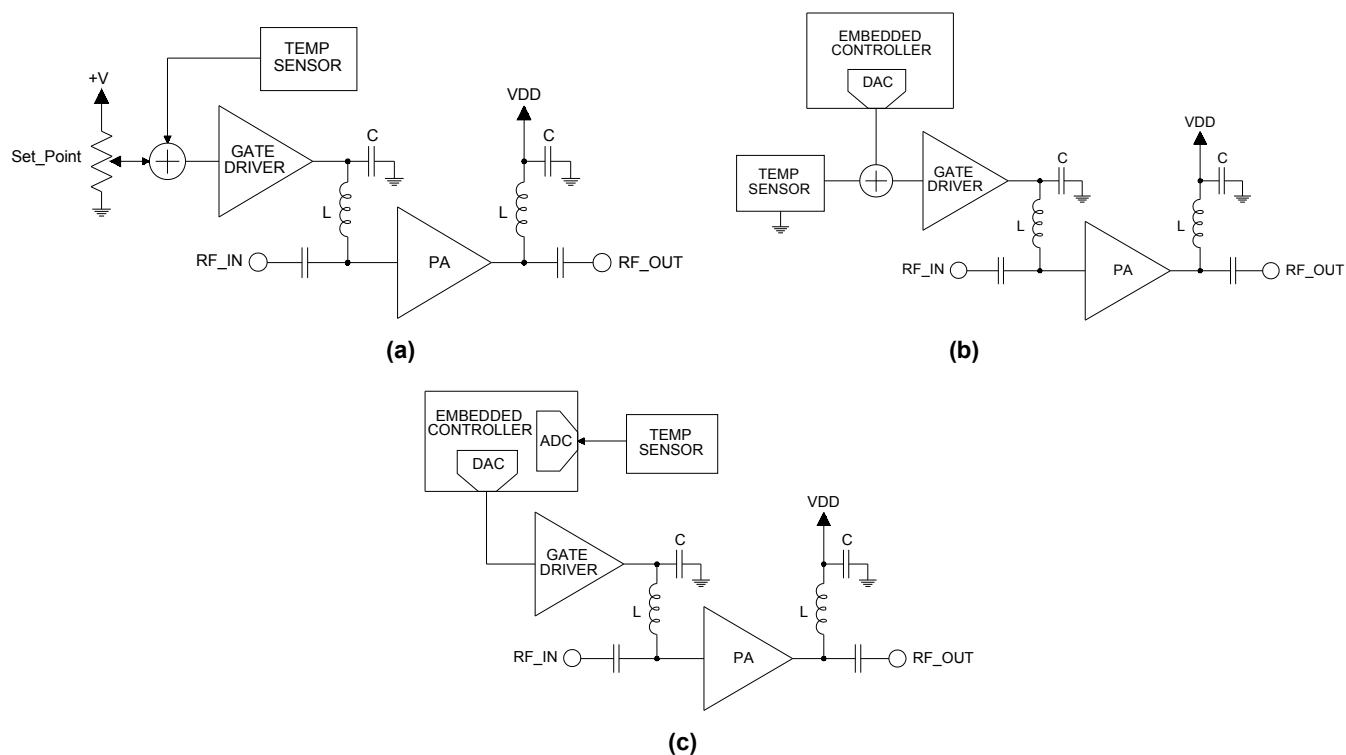 TEMP
SENSOR
+V
VDD
Set_Point
GATE
DRIVER
C
C
L
L
RF_IN
PA
RF_OUT
(a)
EMBEDDED
CONTROLLER
DAC
VDD
TEMP
SENSOR
GATE
DRIVER
C
C
L
L
RF_IN
PA
RF_OUT
(b)
EMBEDDED
CONTROLLER
ADC
DAC
TEMP
SENSOR
VDD
GATE
DRIVER
C
C
L
L
RF_IN
PA
RF_OUT
(c)